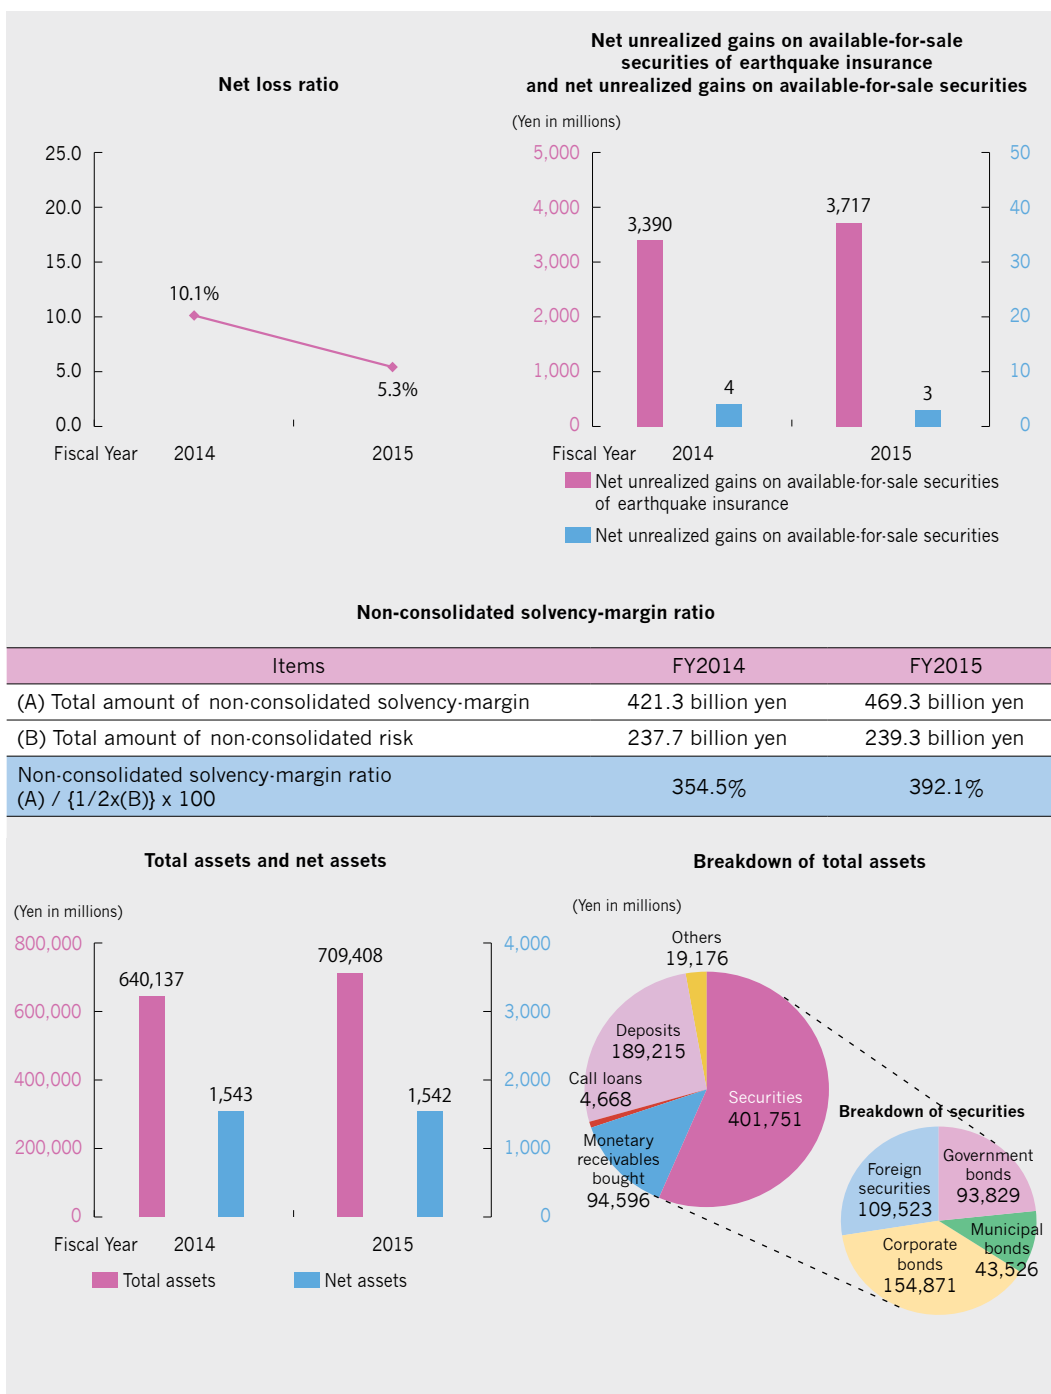 Net loss ratio
25.0
20.0
15.0
10.0
5.0
0.0
10.1%
5.3%
Fiscal Year 2014 2015
Net unrealized gains on available-for-sale
securities of earthquake insurance
and net unrealized gains on available-for-sale securities
(Yen in millions)
5,000
4,000
3,000
2,000
1,000
0
50
40
30
20
10
0
3,390
4
3,717
3
Fiscal Year 2014 2015
Net unrealized gains on available-for-sale securities
of earthquake insurance
Net unrealized gains on available-for-sale securities
Non-consolidated solvency-margin ratio
Items FY2014 FY2015
(A) Total amount of non-consolidated solvency-margin 421.3 billion yen 469.3 billion yen
(B) Total amount of non-consolidated risk 237.7 billion yen 239.3 billion yen
Non-consolidated solvency-margin ratio
(A) / {1/2x(B)} x 100 354.5% 392.1%
Total assets and net assets
(Yen in millions)
800,000
600,000
400,000
200,000
0
4,000
3,000
2,000
1,000
0
640,137
1,543
709,408
1,542
Fiscal Year 2014 2015
Total assets Net assets
Breakdown of total assets
(Yen in millions)
Others
19,176
Deposits
189,215
Call loans
4,668
Monetary
receivables
bought
94,596
Securities
401,751
Breakdown of securities
Government
bonds
93,829
Municipal
bonds
43,526
Corporate
bonds
154,871
Foreign
securities
109,523